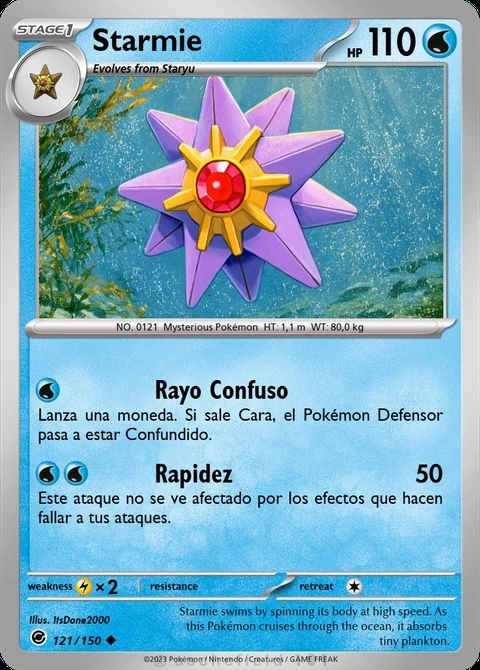 STAGE1
Starmie
HP 110
Evolves from Staryu
NO. 0121 Mysterious Pokémon HT: 1,1 m WT: 80,0 kg
Rayo Confuso
Lanza una moneda. Si sale Cara, el Pokémon Defensor
pasa a estar Confundido.
Rapidez 50
Este ataque no se ve afectado por los efectos que hacen
fallar a tus ataques.
weakness ×2 resistance retreat
Illus. ItsDone2000
121/150
Starmie swims by spinning its body at high speed. As
this Pokémon cruises through the ocean, it absorbs
tiny plankton.
©2023 Pokémon / Nintendo / Creatures / GAME FREAK